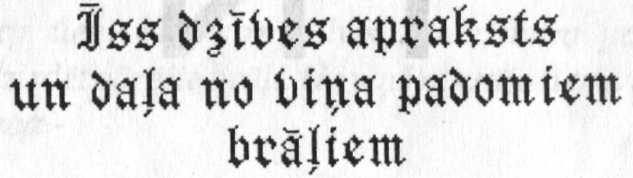 Īss dzīves apraksts
un daļa no viņa padomiem
brāļiem